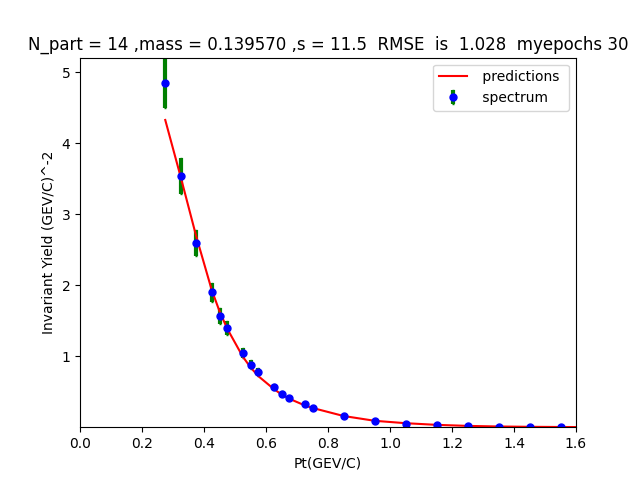 N_part = 14 ,mass = 0.139570 ,s = 11.5  RMSE  is  1.028  myepochs 30
predictions
spectrum
Invariant Yield (GEV/C)^-2
5
4
3
2
1
0.0 0.2 0.4 0.6 0.8 1.0 1.2 1.4 1.6
Pt(GEV/C)